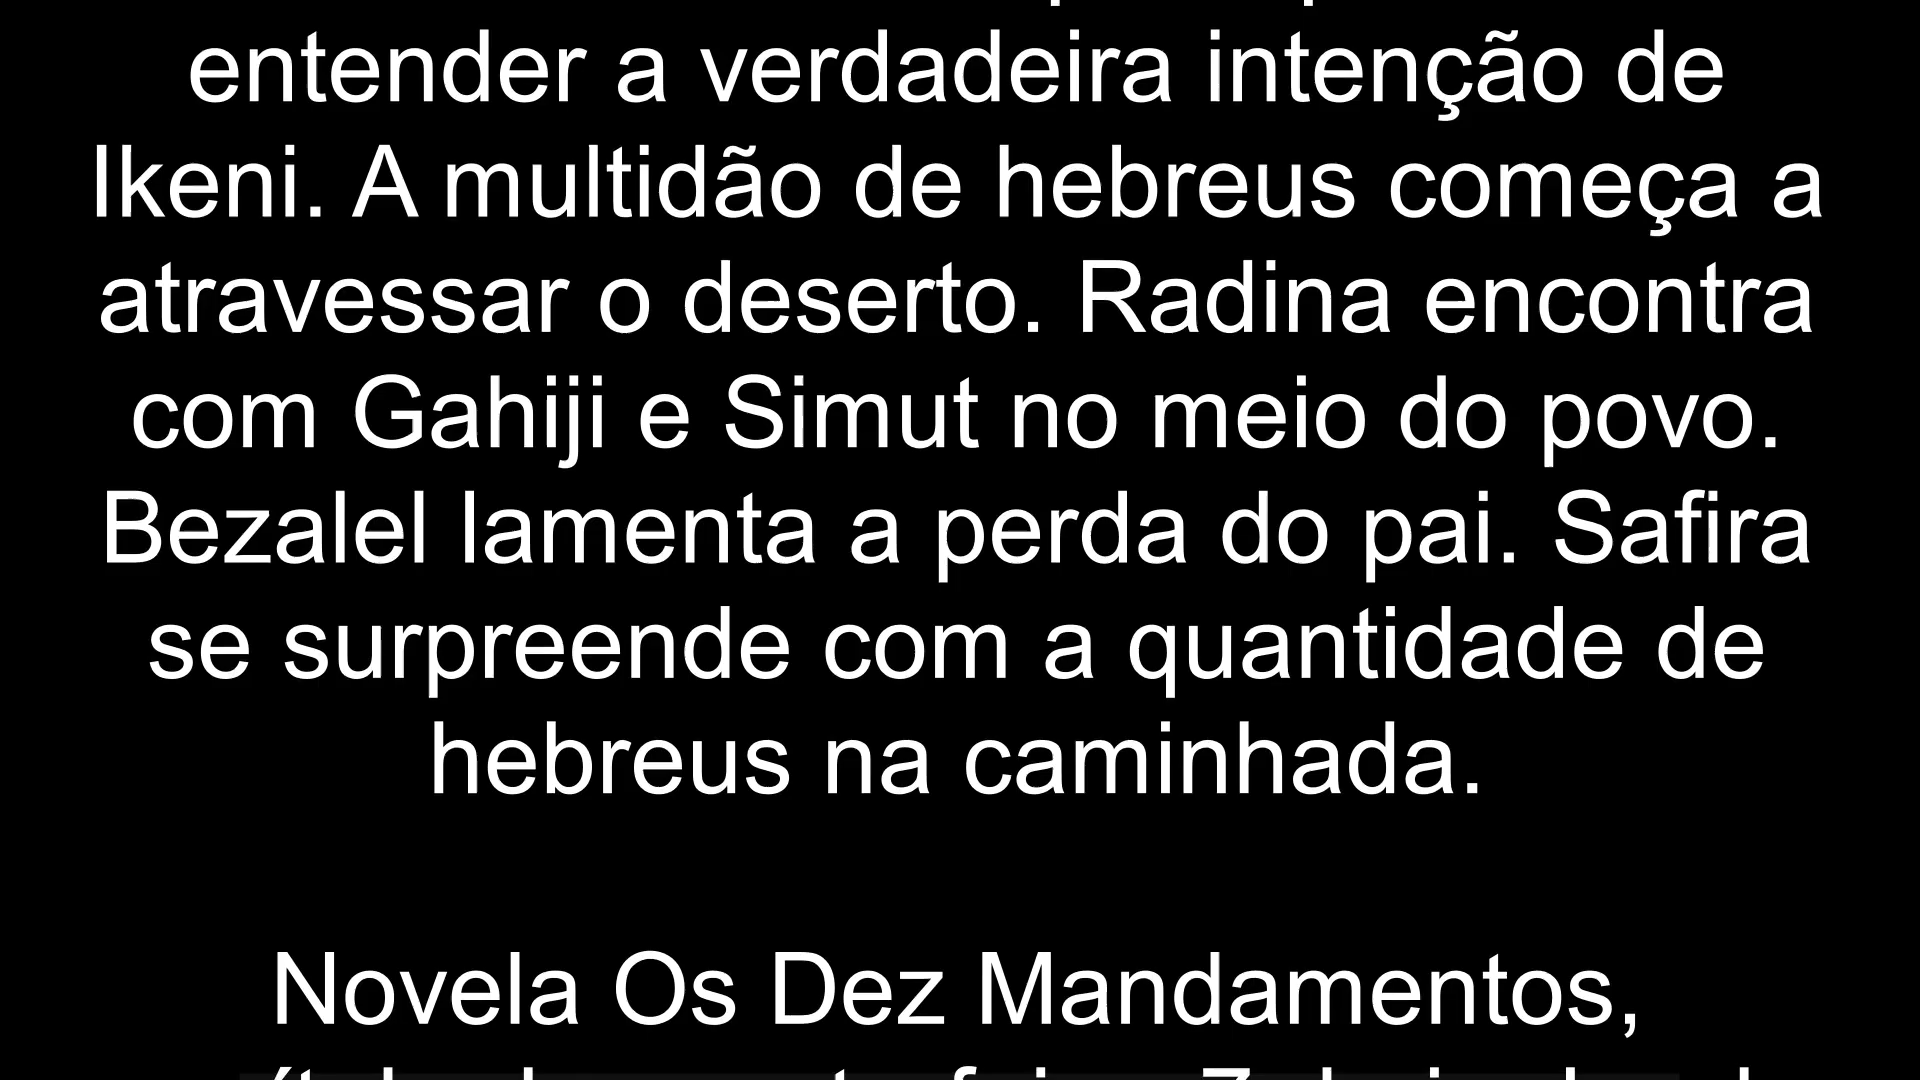 entender a verdadeira intenção de
Ikeni. A multidão de hebreus começa a
atravessar o deserto. Radina encontra
com Gahiji e Simut no meio do povo.
Bezalel lamenta a perda do pai. Safira
se surpreende com a quantidade de
hebreus na caminhada.
Novela Os Dez Mandamentos,